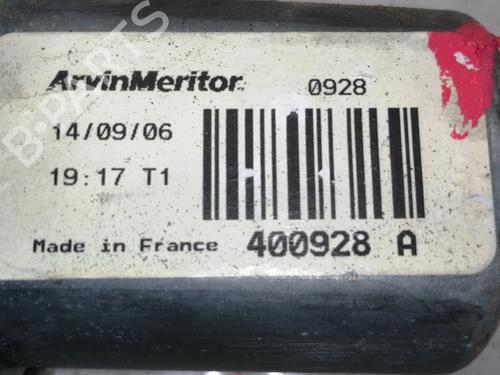 ArvinMeritor. 0928
14/09/06
19:17 T1
Made in France 400928 A
B-PARTS